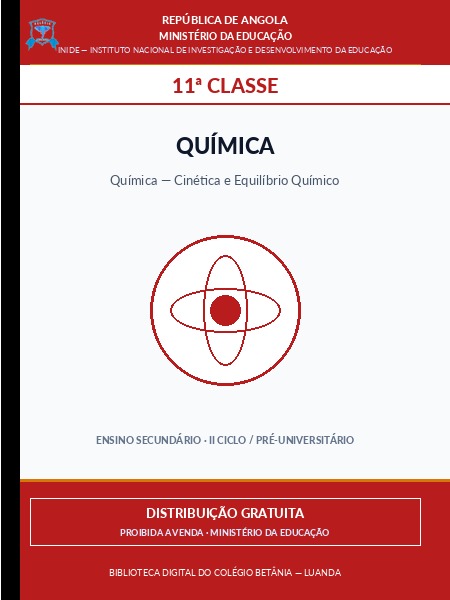 REPÚBLICA DE ANGOLA
MINISTÉRIO DA EDUCAÇÃO
INIDE — INSTITUTO NACIONAL DE INVESTIGAÇÃO E DESENVOLVIMENTO DA EDUCAÇÃO
11ª CLASSE
QUÍMICA
Química — Cinética e Equilíbrio Químico
ENSINO SECUNDÁRIO · II CICLO / PRÉ-UNIVERSITÁRIO
DISTRIBUIÇÃO GRATUITA
PROIBIDA A VENDA · MINISTÉRIO DA EDUCAÇÃO
BIBLIOTECA DIGITAL DO COLÉGIO BETÂNIA — LUANDA